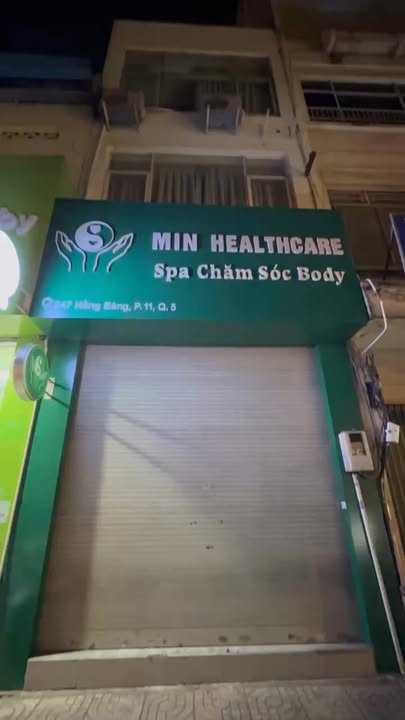 MIN HEALTHCARE
Spa Chăm Sóc Body
247 Hồng Bàng, P. 11, Q. 5